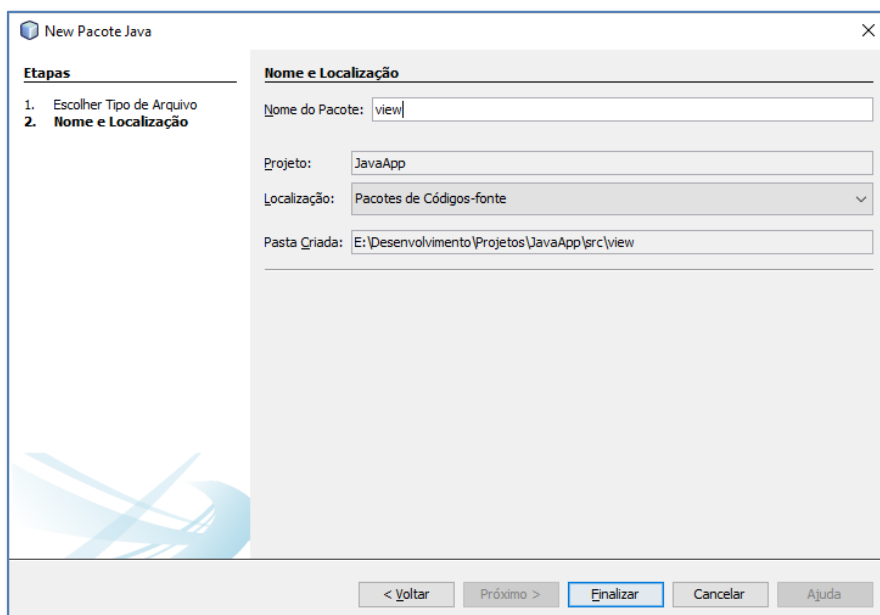 New Pacote Java
Etapas
1. Escolher Tipo de Arquivo
2. Nome e Localização
Nome e Localização
Nome do Pacote: view
Projeto: JavaApp
Localização: Pacotes de Códigos-fonte
Pasta Criada: E:\Desenvolvimento\Projetos\JavaApp\src\view
< Voltar Próximo > Finalizar Cancelar Ajuda